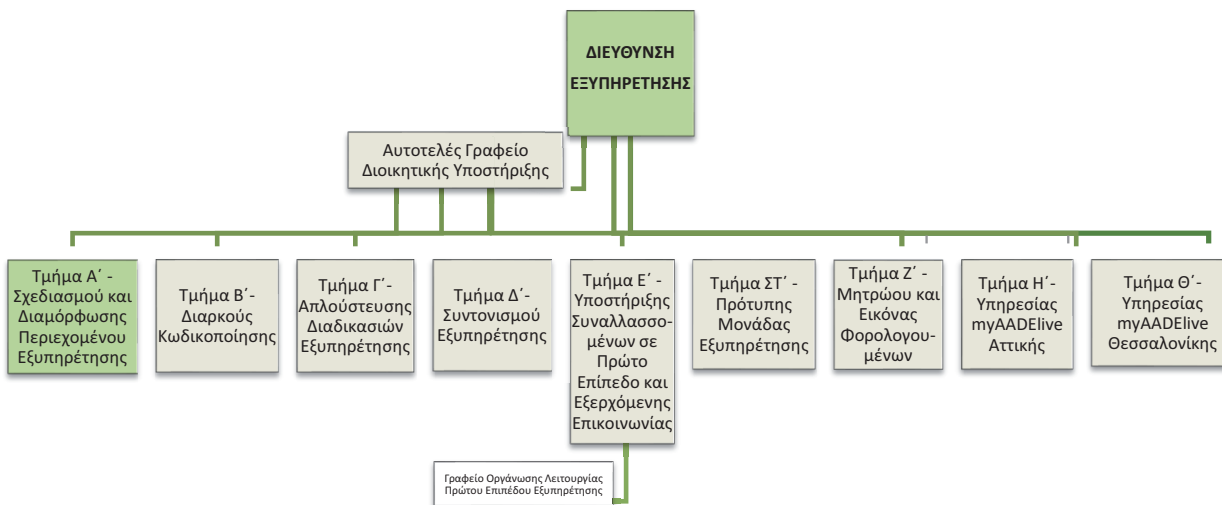 ΔΙΕΥΘΥΝΣΗ
ΕΞΥΠΗΡΕΤΗΣΗΣ
Αυτοτελές Γραφείο
Διοικητικής Υποστήριξης
Τμήμα Α΄ -
Σχεδιασμού και
Διαμόρφωσης
Περιεχομένου
Εξυπηρέτησης
Τμήμα Β΄-
Διαρκούς
Κωδικοποίησης
Τμήμα Γ΄-
Απλούστευσης
Διαδικασιών
Εξυπηρέτησης
Τμήμα Δ΄-
Συντονισμού
Εξυπηρέτησης
Τμήμα Ε΄-
Υποστήριξης
Συναλλασσο-
μένων σε
Πρώτο
Επίπεδο και
Εξερχόμενης
Επικοινωνίας
Τμήμα ΣΤ΄-
Πρότυπης
Μονάδας
Εξυπηρέτησης
Τμήμα Ζ΄ -
Μητρώου και
Εικόνας
Φορολογου-
μένων
Τμήμα Η΄-
Υπηρεσίας
myAADElive
Αττικής
Τμήμα Θ΄-
Υπηρεσίας
myAADElive
Θεσσαλονίκης
Γραφείο Οργάνωσης Λειτουργίας
Πρώτου Επιπέδου Εξυπηρέτησης